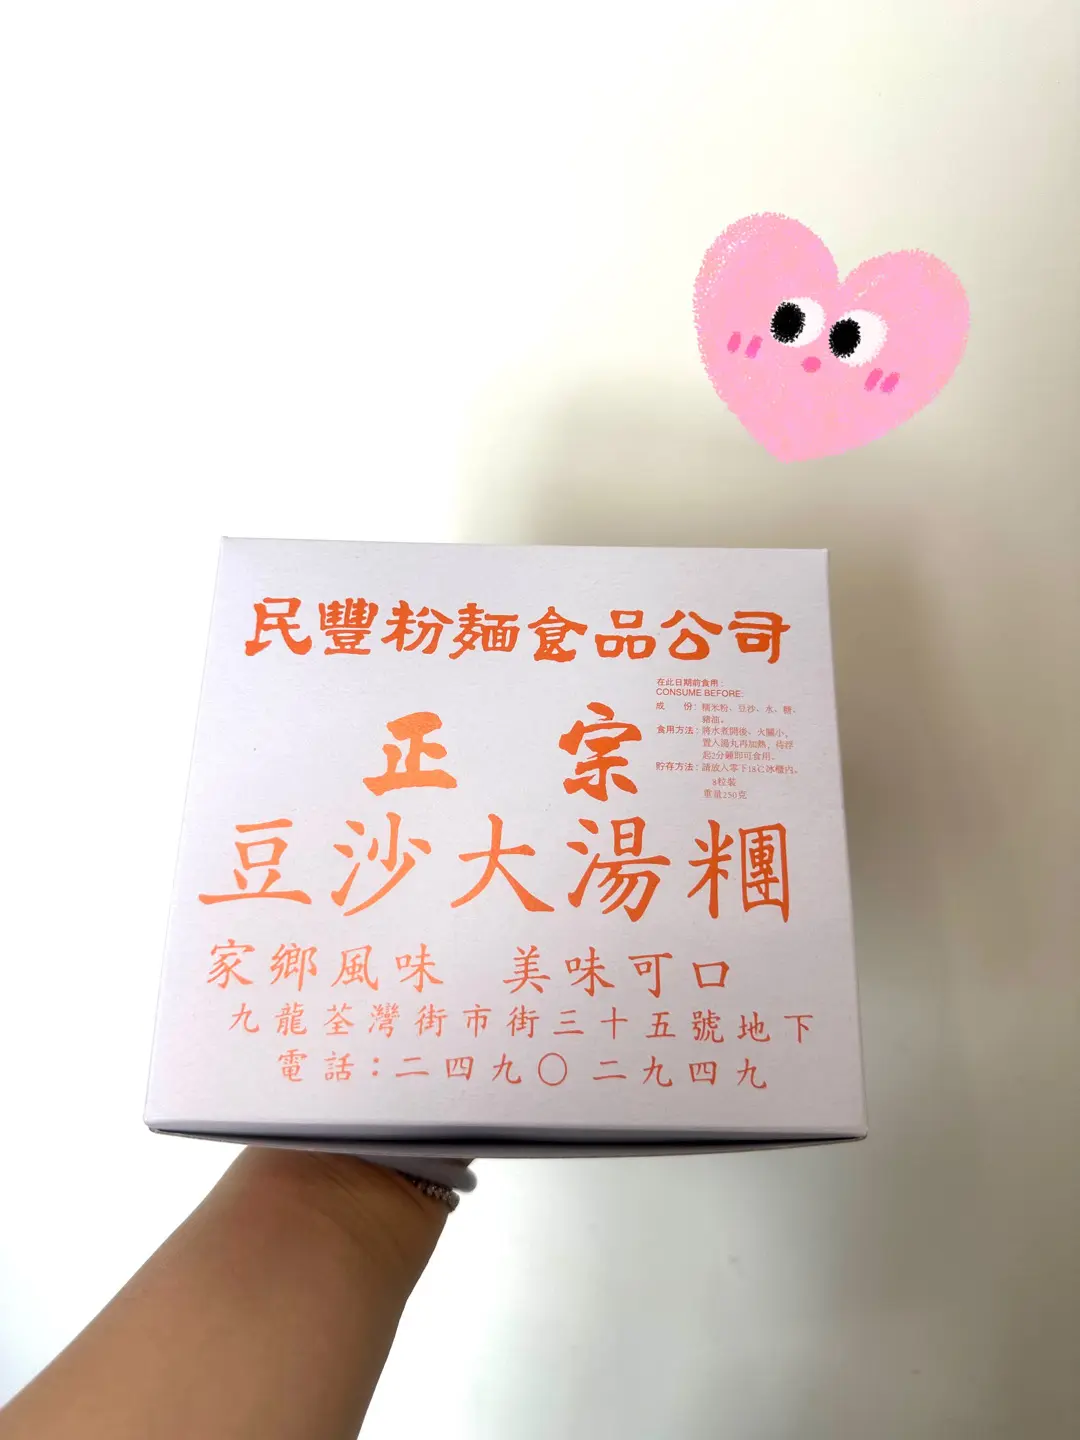 民豐粉麵食品公司
在此日期前食用：
CONSUME BEFORE:
成　份：糯米粉、豆沙、水、糖、
豬油。
食用方法：將水煮開後，火關小，
置入湯丸再加熱，待浮
起2分鐘即可食用。
貯存方法：請放入零下18℃冰櫃內。
8粒裝
重量250克
正宗
豆沙大湯糰
家鄉風味　美味可口
九龍荃灣街市街三十五號地下
電話：二四九〇二九四九